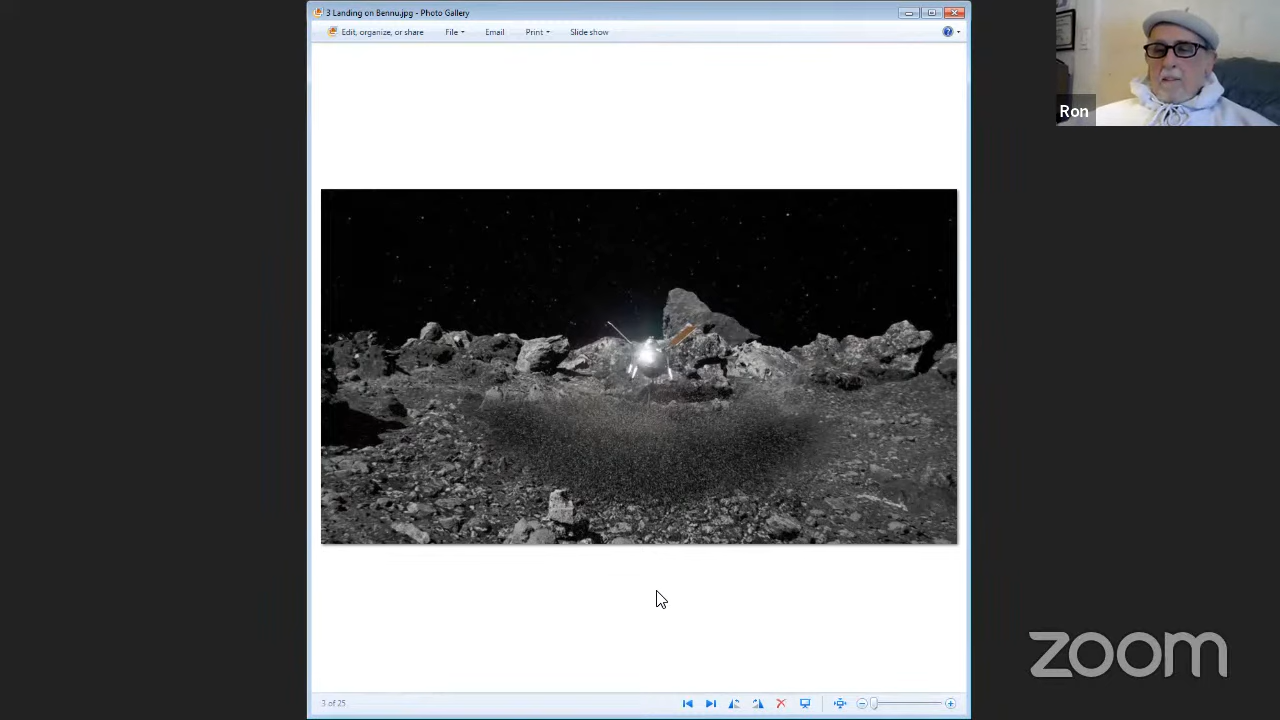 3 Landing on Bennu.jpg - Photo Gallery
Edit, organize, or share File Email Print Slide show
Ron
zoom
3 of 25